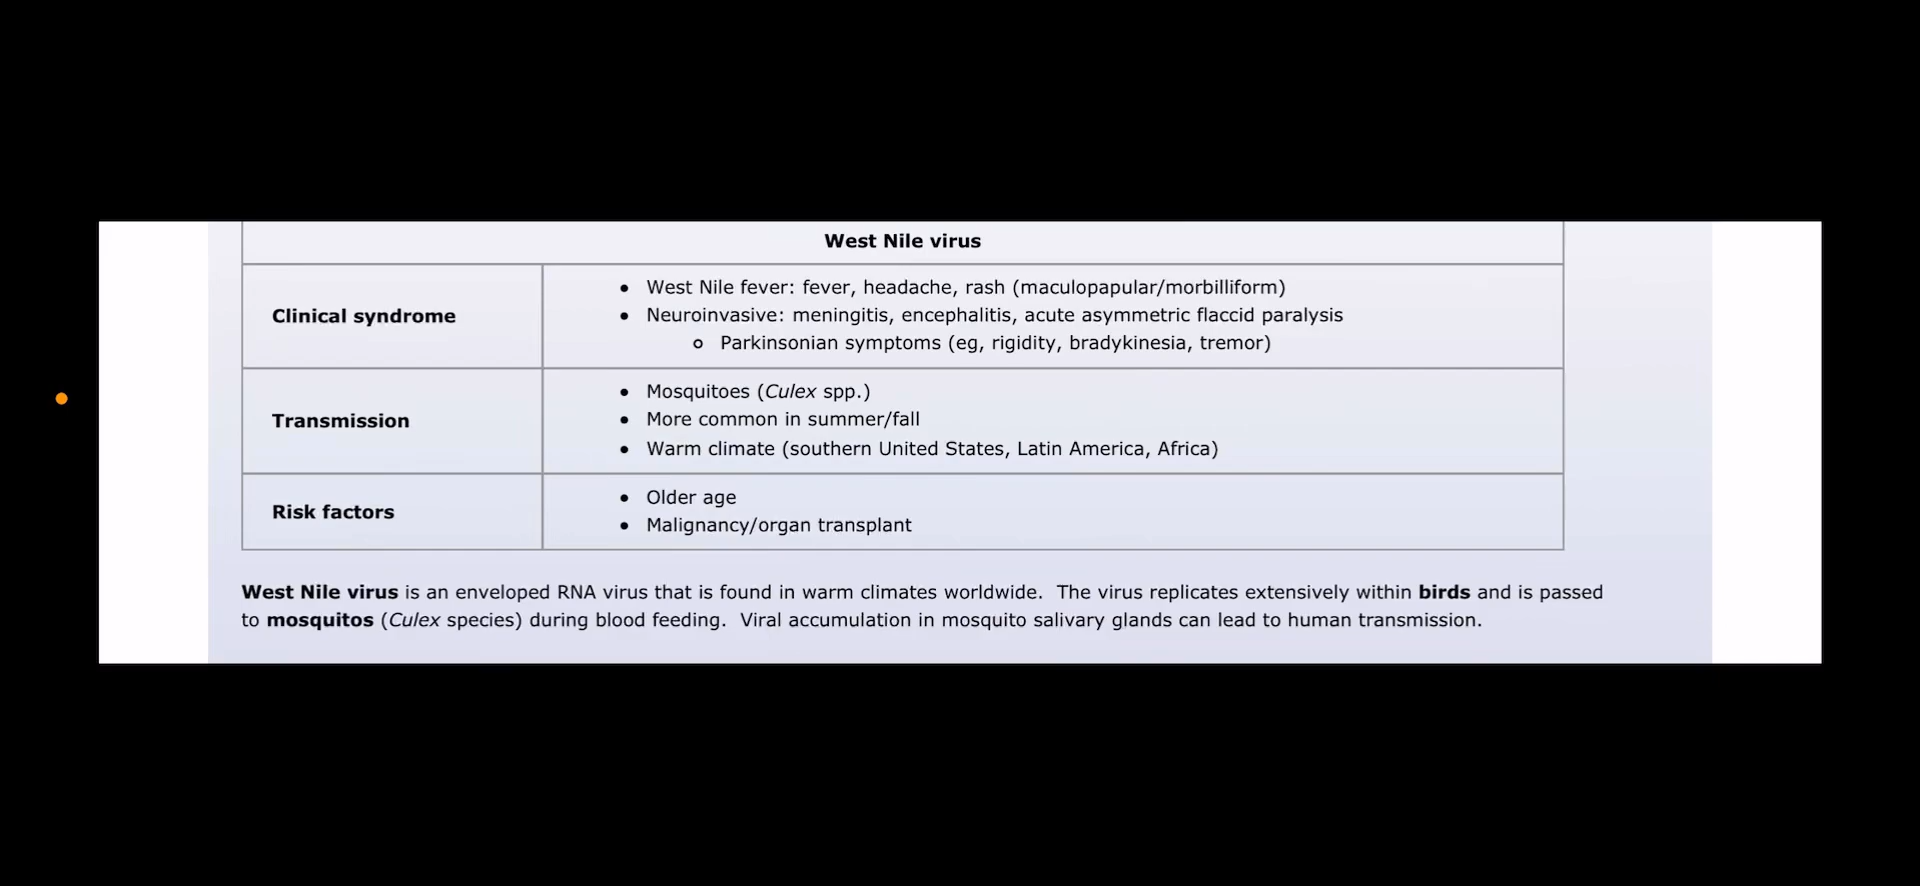 West Nile virus
Clinical syndrome
• West Nile fever: fever, headache, rash (maculopapular/morbilliform)
• Neuroinvasive: meningitis, encephalitis, acute asymmetric flaccid paralysis
o Parkinsonian symptoms (eg, rigidity, bradykinesia, tremor)
Transmission
• Mosquitoes (Culex spp.)
• More common in summer/fall
• Warm climate (southern United States, Latin America, Africa)
Risk factors
• Older age
• Malignancy/organ transplant
West Nile virus is an enveloped RNA virus that is found in warm climates worldwide. The virus replicates extensively within birds and is passed
to mosquitos (Culex species) during blood feeding. Viral accumulation in mosquito salivary glands can lead to human transmission.